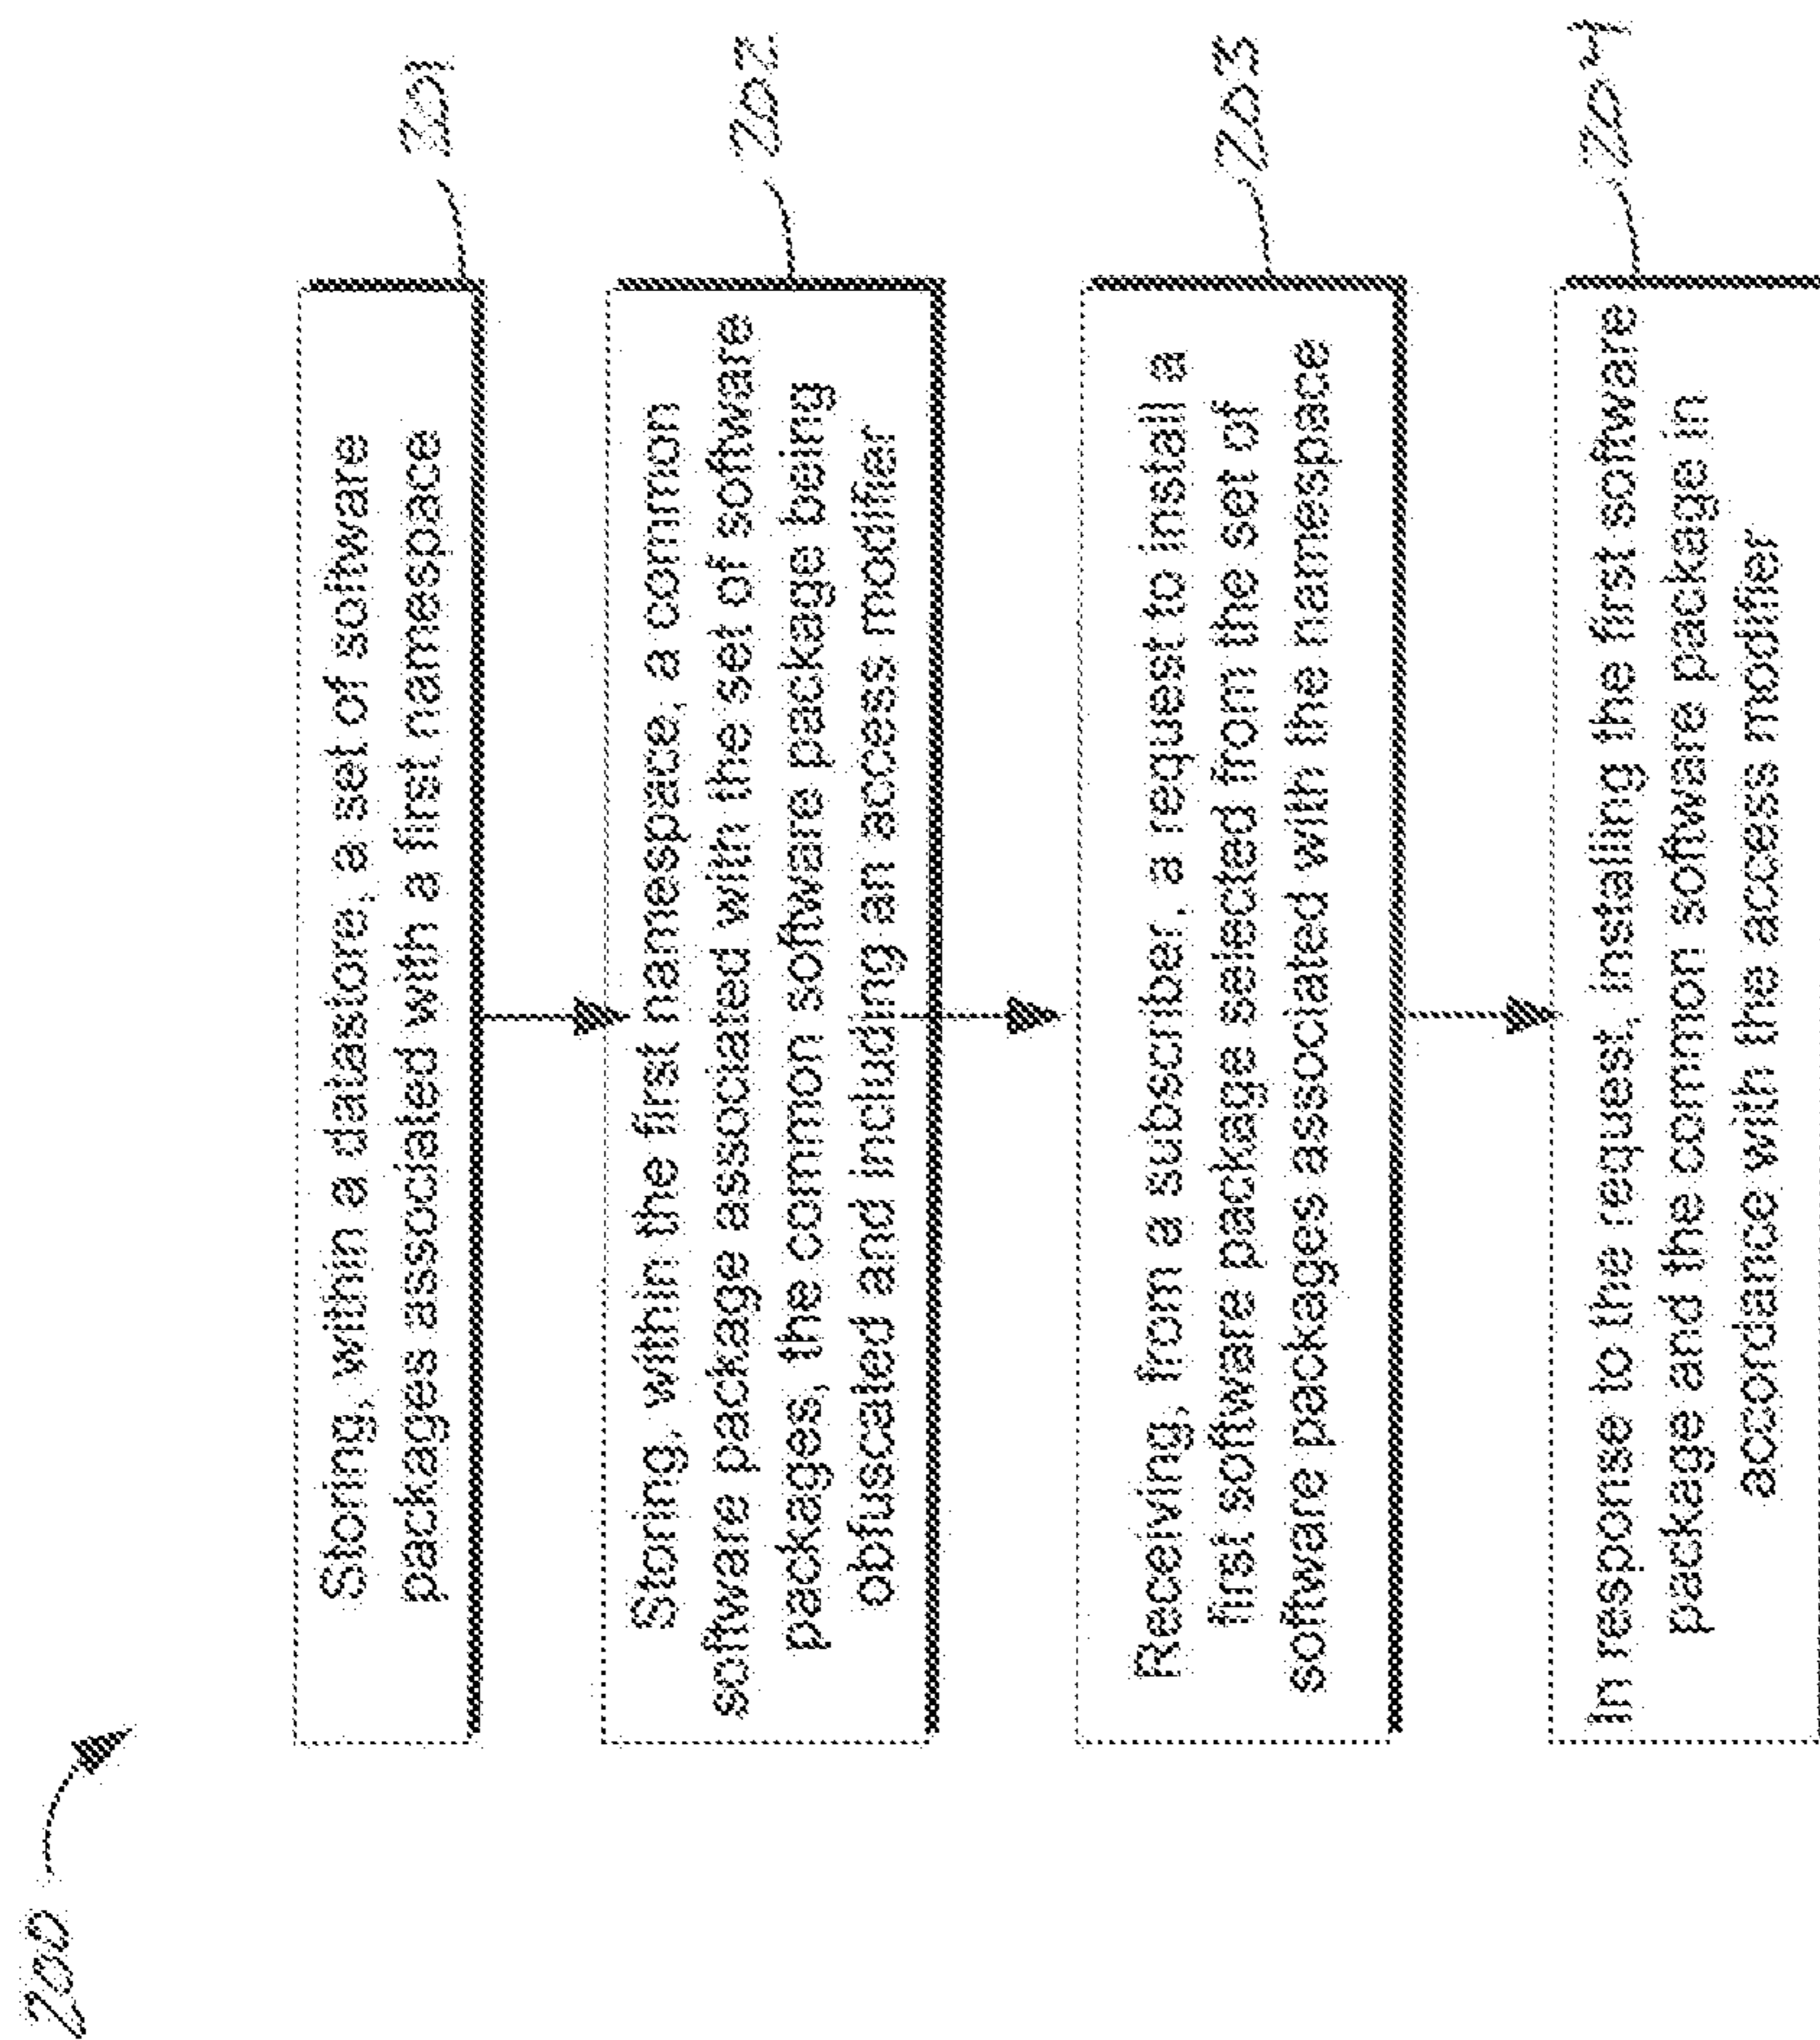 200
Storing, within a datastore, a set of software
packages associated with a first namespace
201
Storing, within the first namespace, a common
software package associated with the set of software
packages, the common software package being
obfuscated and including an access modifier
202
Receiving, from a subscriber, a request to install a
first software package selected from the set of
software packages associated with the namespace
203
In response to the request, installing the first software
package and the common software package in
accordance with the access modifier
204